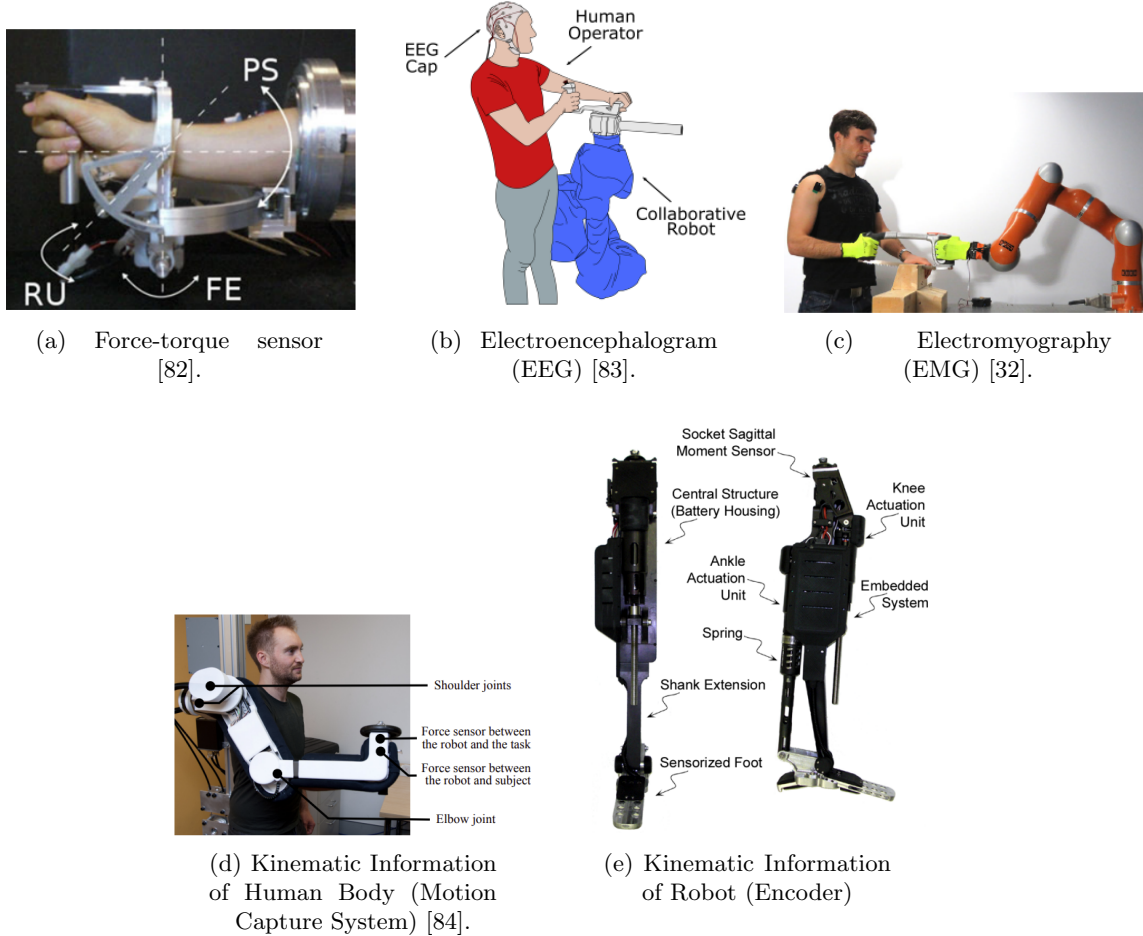 PS
RU
FE
(a) Force-torque sensor
[82].
EEG
Cap
Human
Operator
Collaborative
Robot
(b) Electroencephalogram
(EEG) [83].
(c) Electromyography
(EMG) [32].
Shoulder joints
Force sensor between
the robot and the task
Force sensor between
the robot and subject
Elbow joint
(d) Kinematic Information
of Human Body (Motion
Capture System) [84].
Socket Sagittal
Moment Sensor
Central Structure
(Battery Housing)
Knee
Actuation
Unit
Ankle
Actuation
Unit
Embedded
System
Spring
Shank Extension
Sensorized Foot
(e) Kinematic Information
of Robot (Encoder)